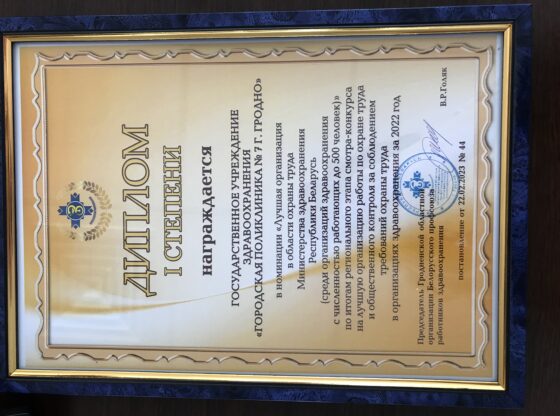 ДИПЛОМ
I СТЕПЕНИ
награждается
ГОСУДАРСТВЕННОЕ УЧРЕЖДЕНИЕ
ЗДРАВООХРАНЕНИЯ
«ГОРОДСКАЯ ПОЛИКЛИНИКА № 7 Г. ГРОДНО»
в номинации «Лучшая организация
в области охраны труда
Министерства здравоохранения
Республики Беларусь
(среди организаций здравоохранения
с численностью работающих до 500 человек)»
по итогам регионального этапа смотра-конкурса
на лучшую организацию работы по охране труда
и общественного контроля за соблюдением
требований охраны труда
в организациях здравоохранения за 2022 год
Председатель Гродненской областной
организации Белорусского профсоюза
работников здравоохранения
В.Р.Голяк
постановление от 22.02.2023 № 44